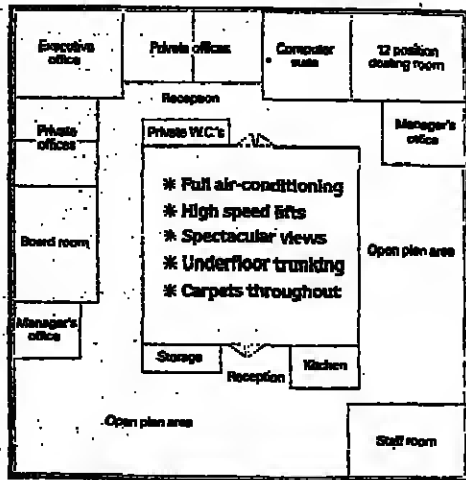 Executive
office
Private offices
Computer
suite
12 position
dealing room
Reception
Private
offices
Private W.C.'s
Manager's
office
* Full air-conditioning
* High speed lifts
* Spectacular views
* Underfloor trunking
* Carpets throughout
Board room
Open plan area
Manager's
office
Storage
Reception
Kitchen
Open plan area
Staff room